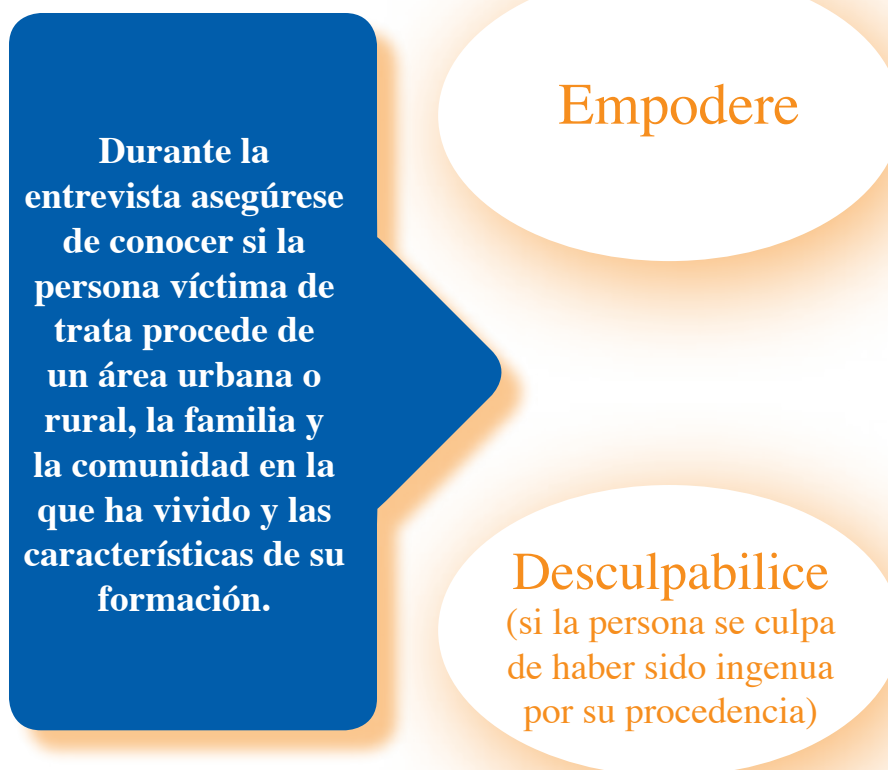 Durante la
entrevista asegúrese
de conocer si la
persona víctima de
trata procede de
un área urbana o
rural, la familia y
la comunidad en la
que ha vivido y las
características de su
formación.
Empodere
Desculpabilice
(si la persona se culpa
de haber sido ingenua
por su procedencia)